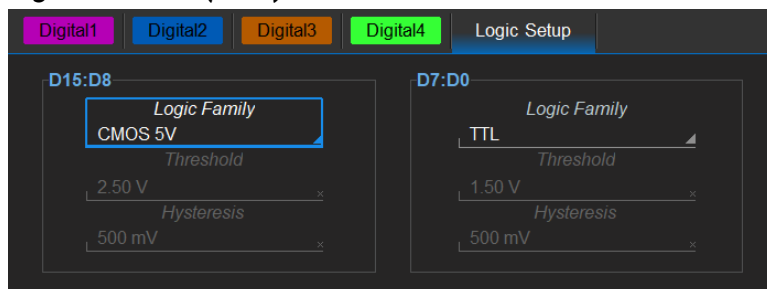 Digital1 Digital2 Digital3 Digital4 Logic Setup
D15:D8
Logic Family
CMOS 5V
Threshold
2.50 V
Hysteresis
500 mV
D7:D0
Logic Family
TTL
Threshold
1.50 V
Hysteresis
500 mV